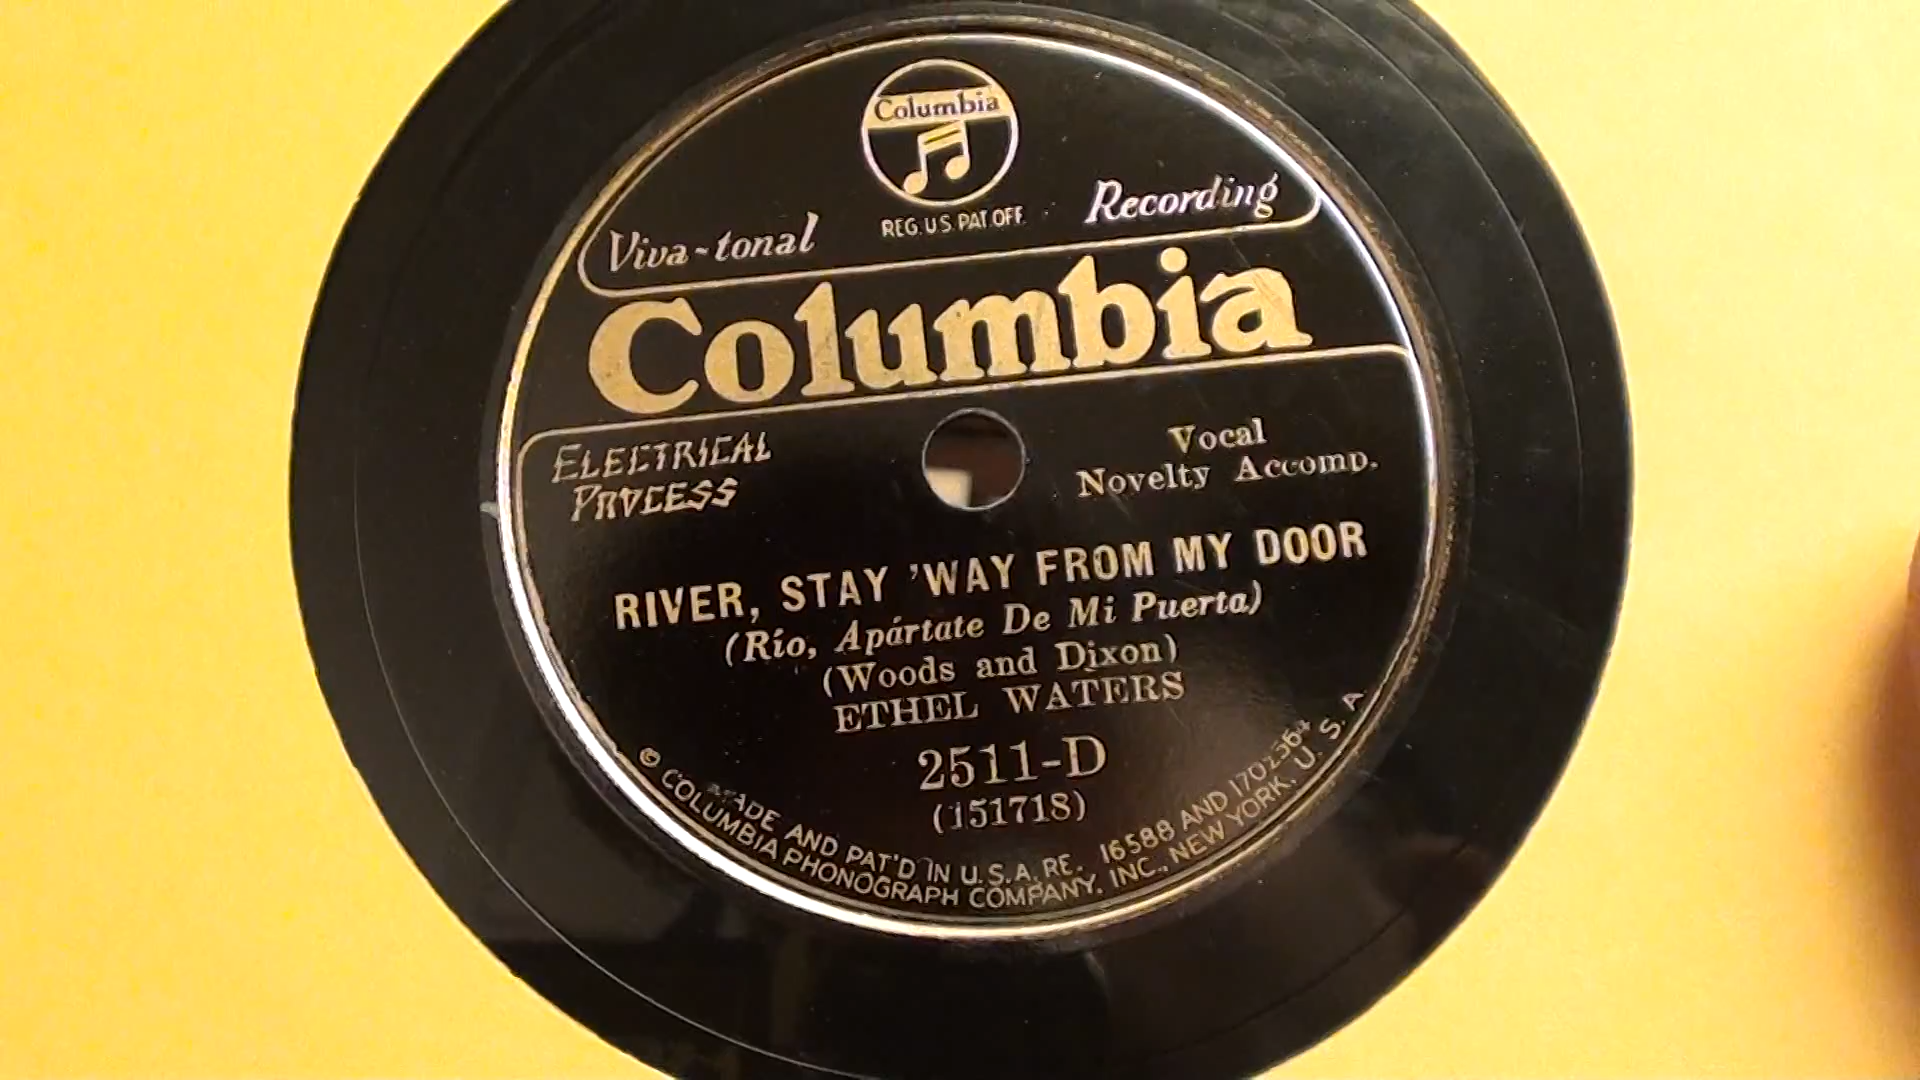 Columbia
REG. U.S. PAT. OFF.
Viva-tonal Recording
Columbia
ELECTRICAL
PROCESS
Vocal
Novelty Accomp.
RIVER, STAY 'WAY FROM MY DOOR
(Río, Apártate De Mi Puerta)
(Woods and Dixon)
ETHEL WATERS
2511-D
(151718)
MADE AND PAT'D IN U.S.A. RE. 16588 AND 1702564
© COLUMBIA PHONOGRAPH COMPANY, INC., NEW YORK, U. S. A